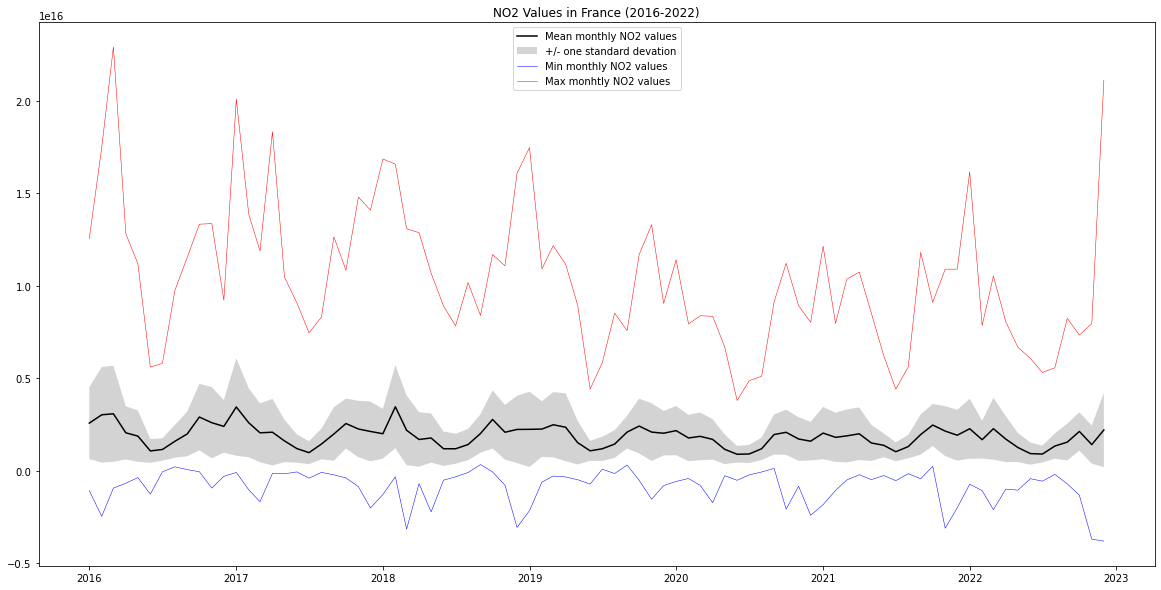 NO2 Values in France (2016-2022)
1e16
Mean monthly NO2 values
+/- one standard devation
Min monthly NO2 values
Max monhtly NO2 values
2.0
1.5
1.0
0.5
0.0
−0.5
2016 2017 2018 2019 2020 2021 2022 2023